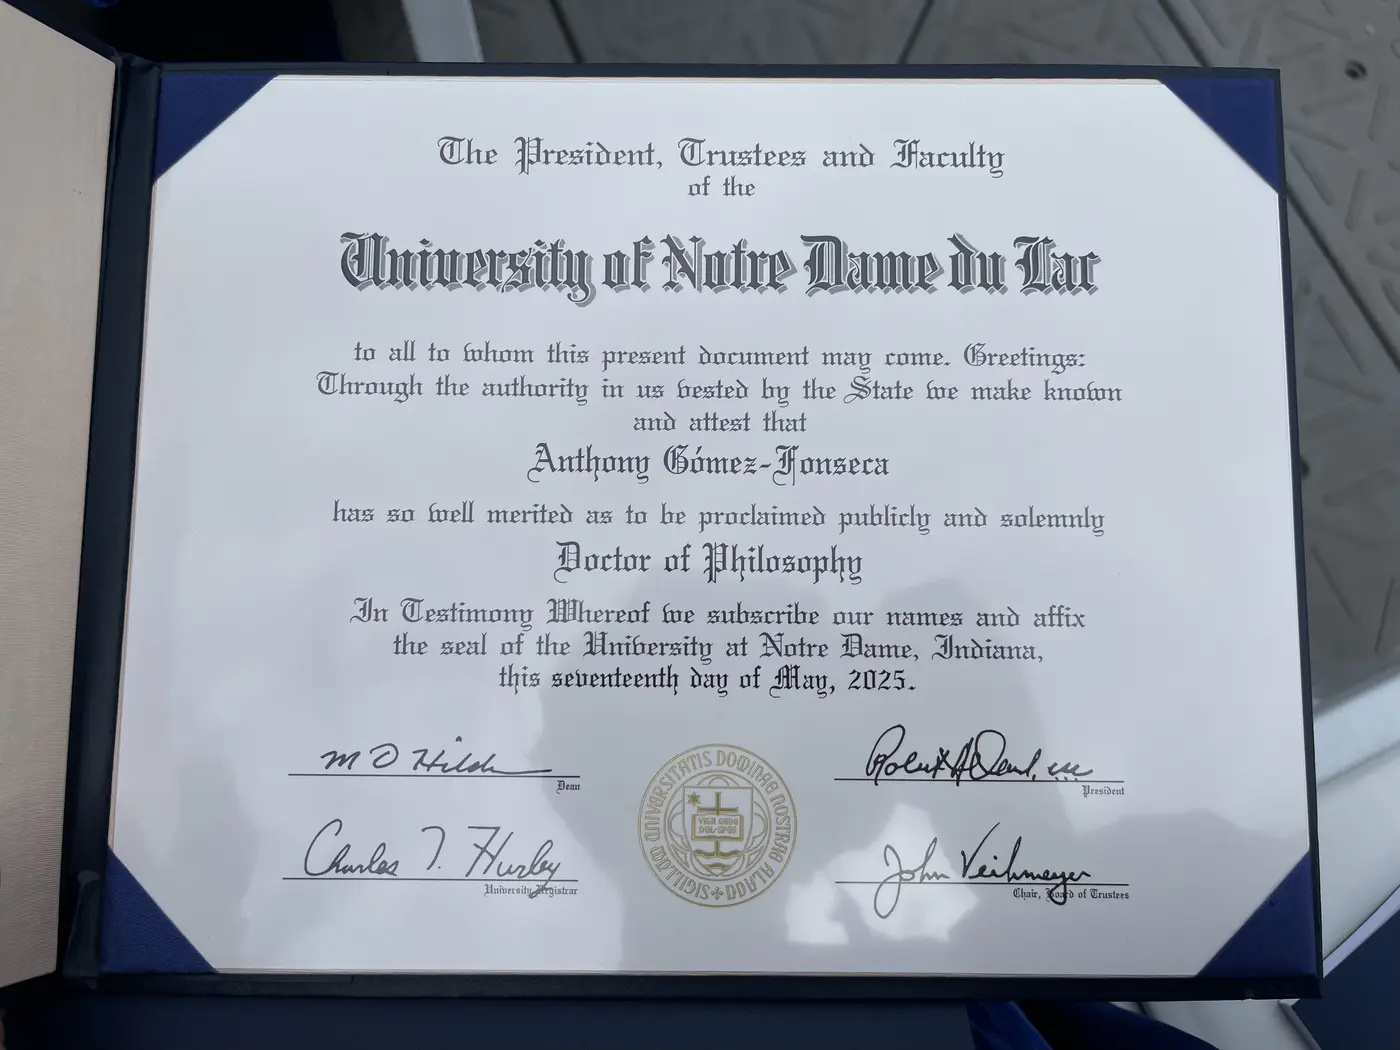 The President, Trustees and Faculty
of the
University of Notre Dame du Lac
to all to whom this present document may come. Greetings:
Through the authority in us vested by the State we make known
and attest that
Anthony Gómez-Fonseca
has so well merited as to be proclaimed publicly and solemnly
Doctor of Philosophy
In Testimony Whereof we subscribe our names and affix
the seal of the University at Notre Dame, Indiana,
this seventeenth day of May, 2025.
M D Hild
Dean
Robert A Dowd, csc
President
Charles T. Hurley
University Registrar
John Veihmeyer
Chair, Board of Trustees
SIGILLUM UNIVERSITATIS DOMINAE NOSTRAE A LACU
VITA DULCEDO SPES